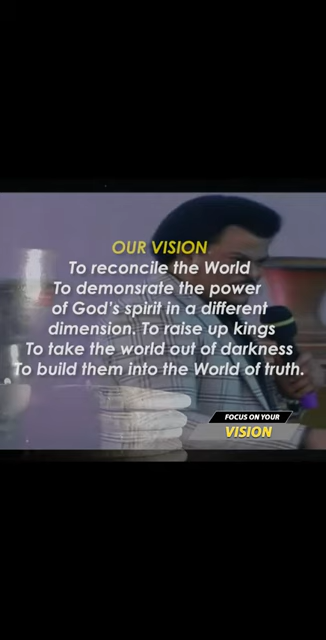 OUR VISION
To reconcile the World
To demonsrate the power
of God's spirit in a different
dimension. To raise up kings
To take the world out of darkness
To build them into the World of truth.
FOCUS ON YOUR
VISION